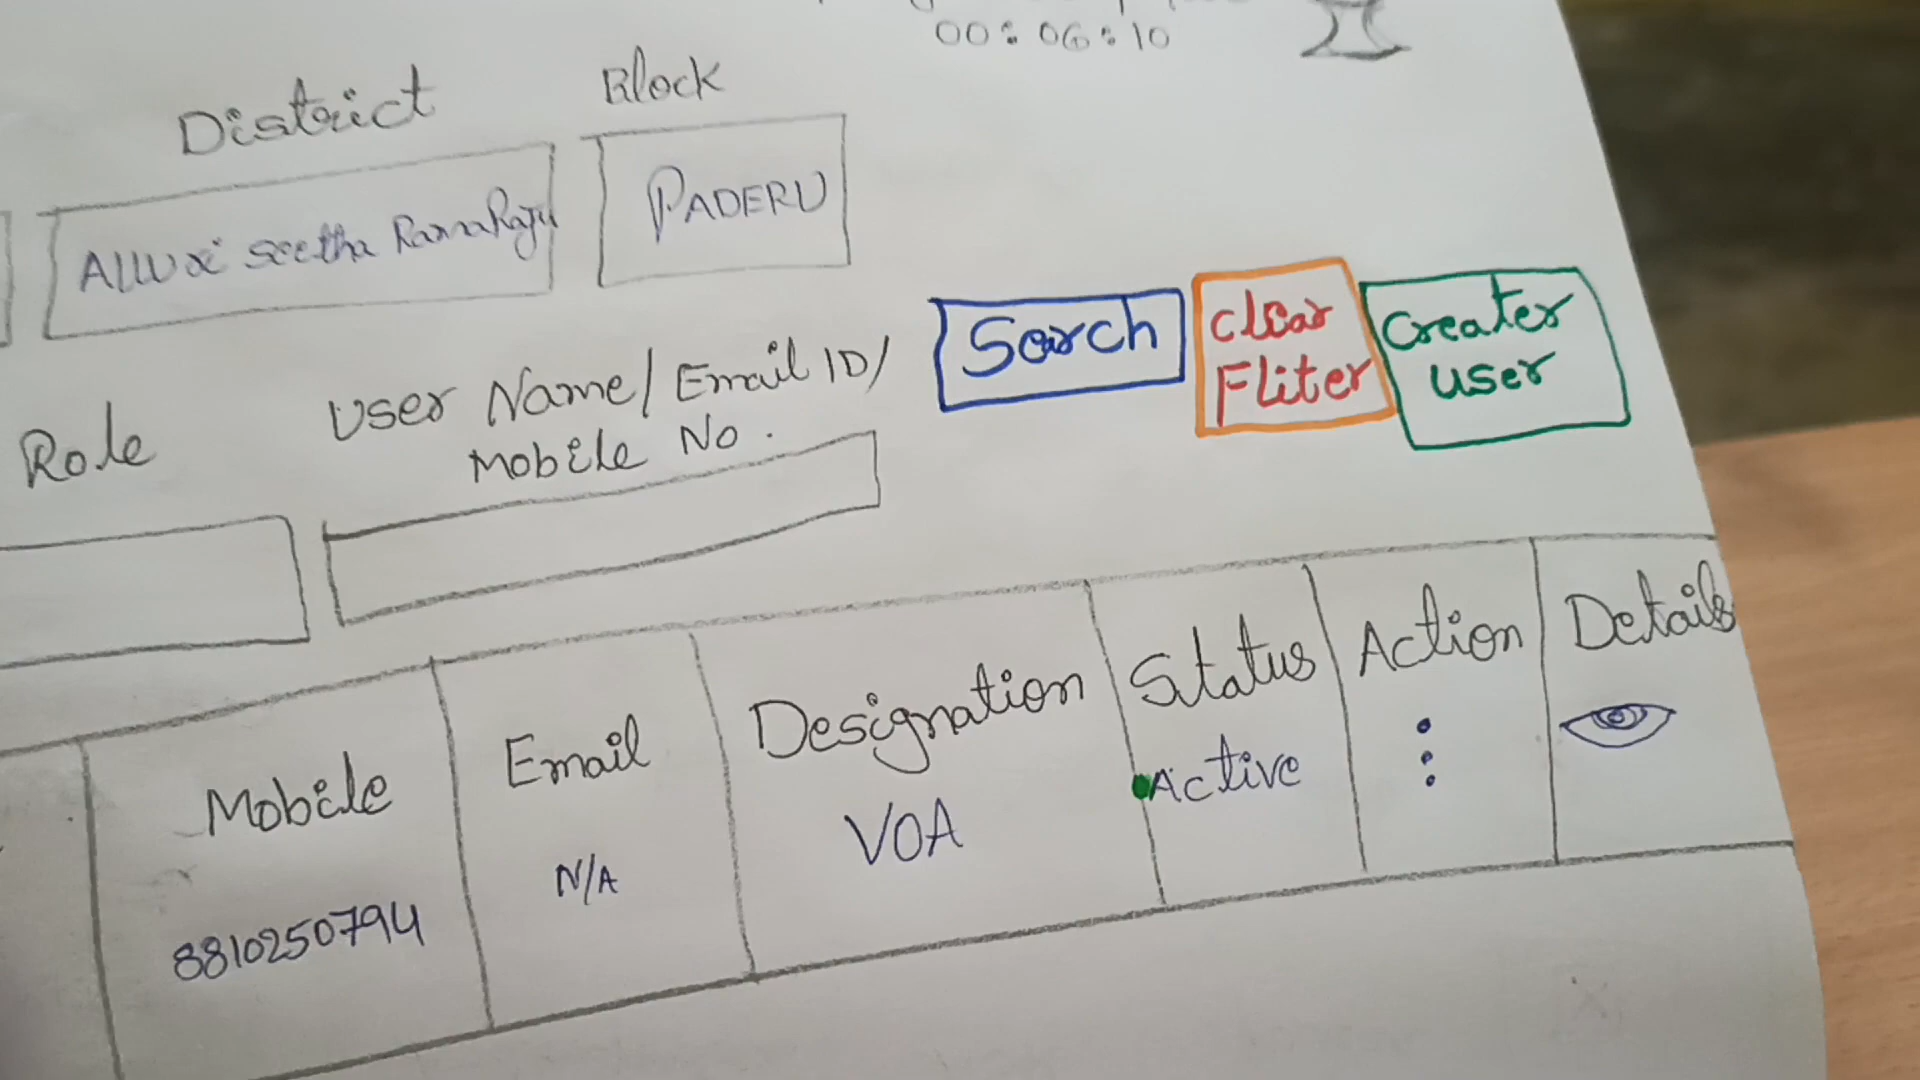 00:06:10
District
Block
Alluri seetha RamaRaju
PADERU
Search
Clear
Fliter
Creater
user
Role
User Name/ Email ID/
Mobile No.
Mobile
Email
Designation
Status
Action
Details
8810250794
N/A
VOA
Active